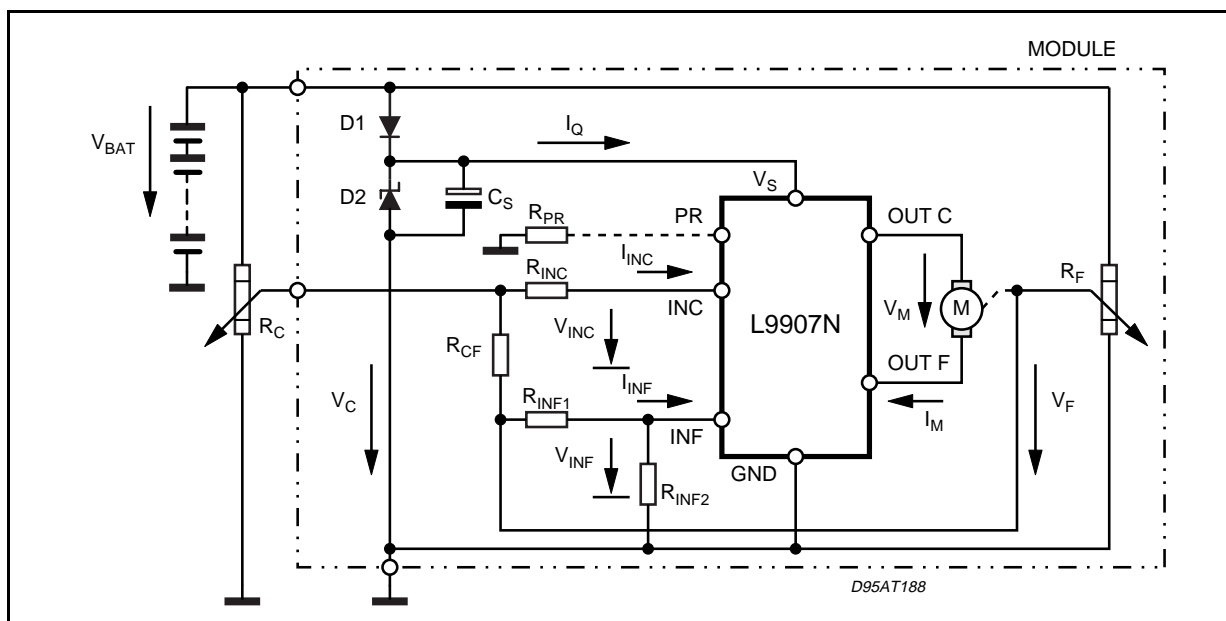 MODULE
D1
I_Q
V_BAT
V_S
D2
C_S
R_PR
PR
OUT C
I_INC
R_INC
R_F
INC
L9907N
V_M
M
R_C
V_INC
R_CF
OUT F
I_INF
V_C
R_INF1
V_F
INF
I_M
V_INF
GND
R_INF2
D95AT188